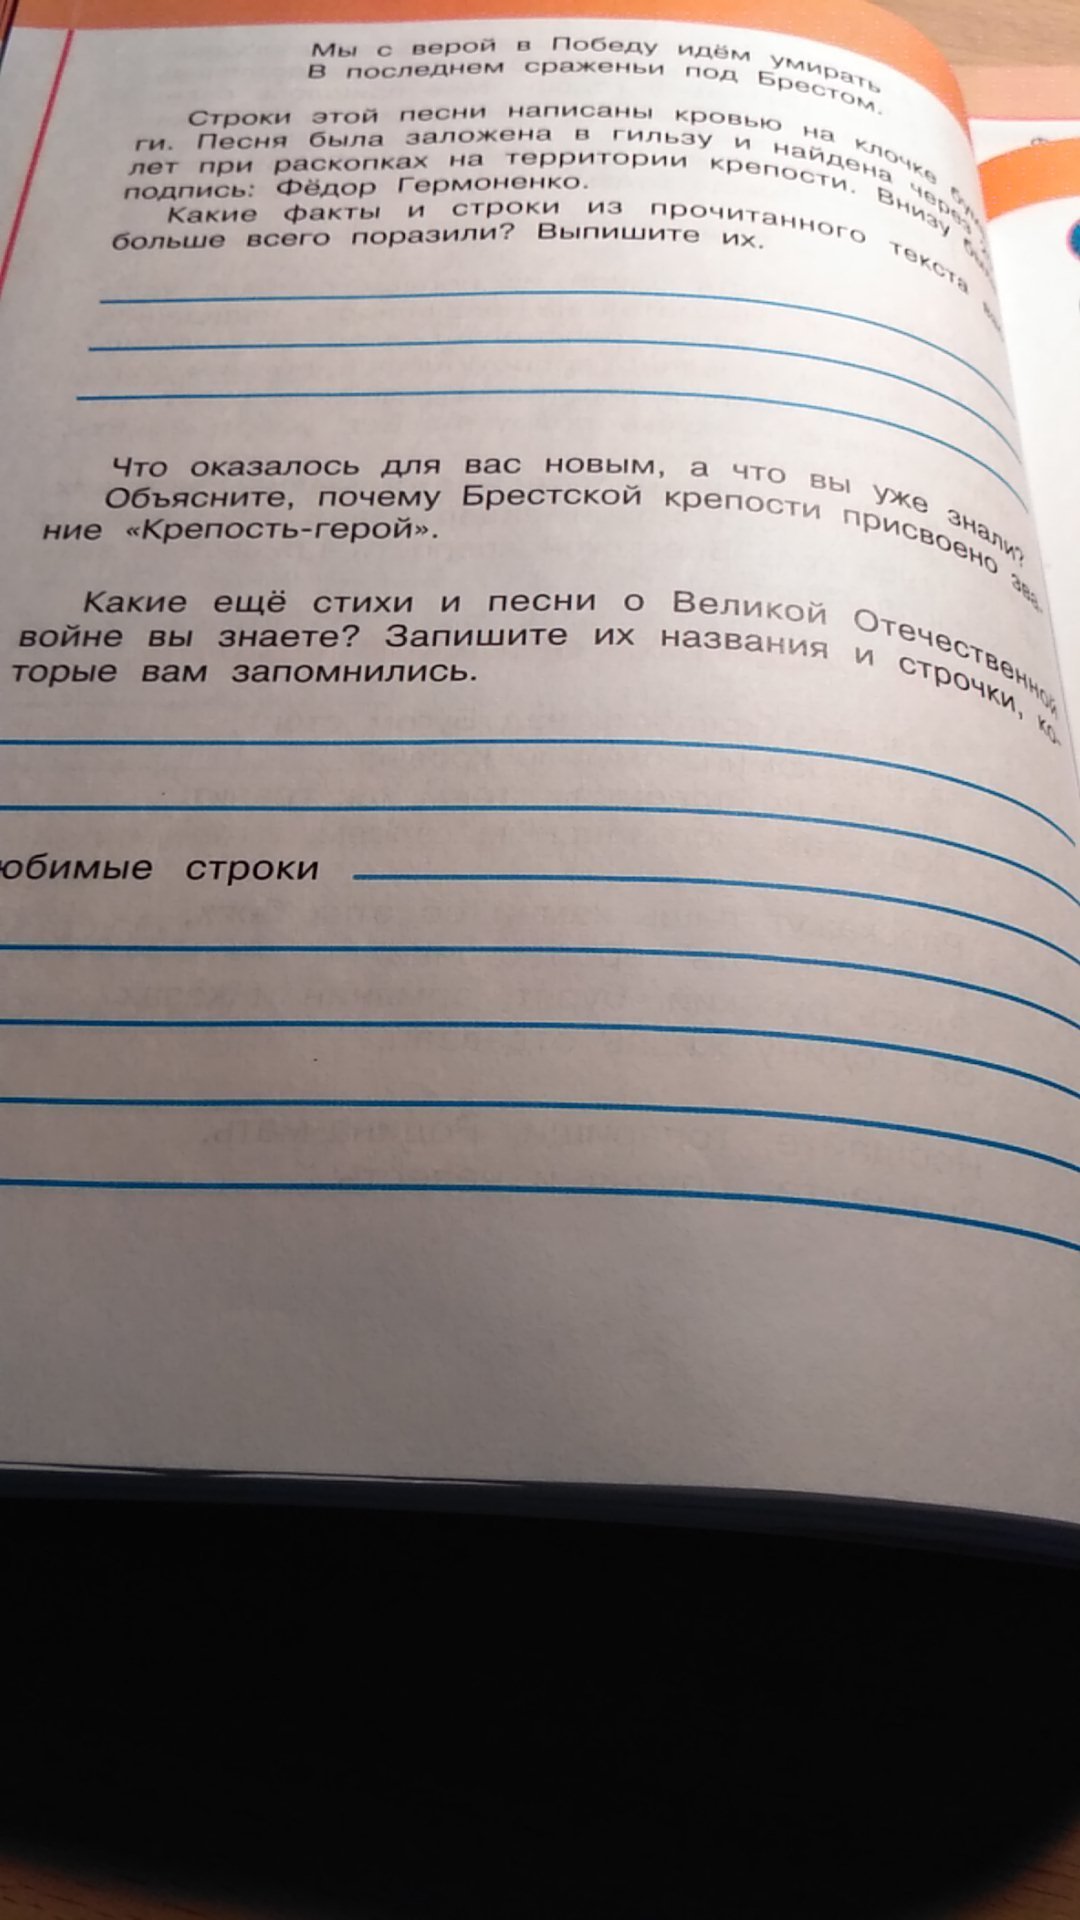 Мы с верой в Победу идём умирать
В последнем сраженьи под Брестом.
Строки этой песни написаны кровью на клочке
ги. Песня была заложена в гильзу и найдена через
лет при раскопках на территории крепости. Внизу
подпись: Фёдор Гермоненко.
Какие факты и строки из прочитанного текста
больше всего поразили? Выпишите их.
Что оказалось для вас новым, а что вы уже знали?
Объясните, почему Брестской крепости присвоено зва-
ние «Крепость-герой».
Какие ещё стихи и песни о Великой Отечественной
войне вы знаете? Запишите их названия и строчки, ко-
торые вам запомнились.
юбимые строки